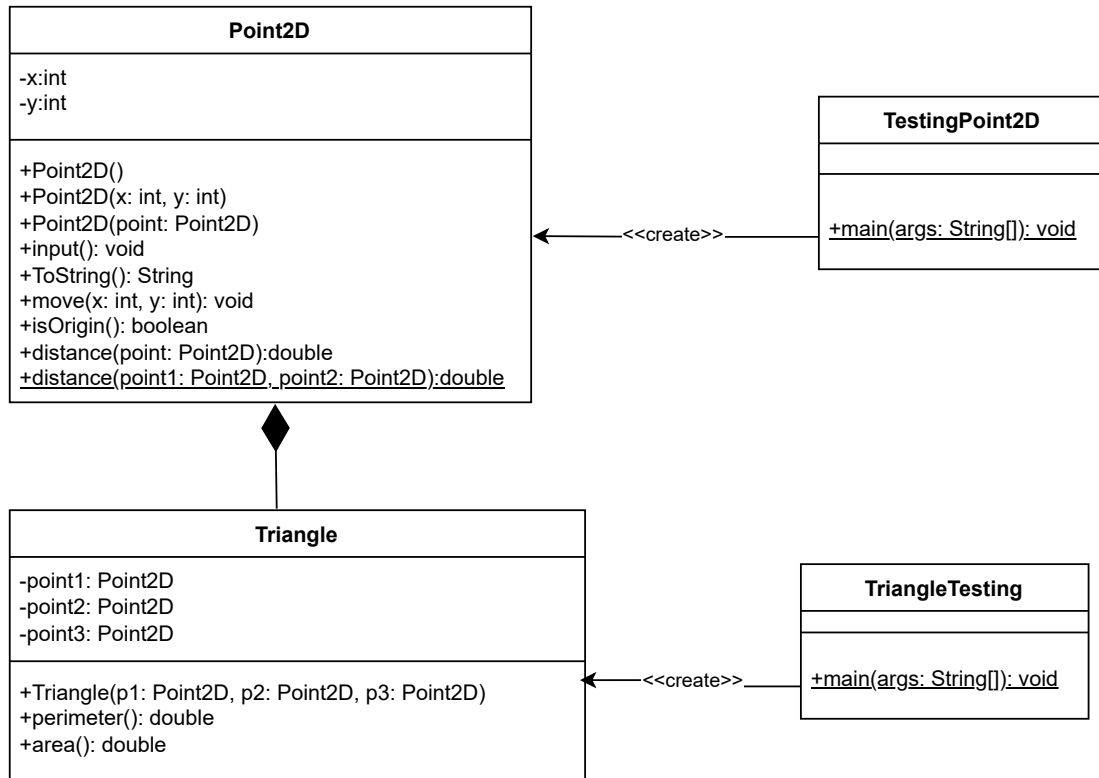 Point2D
-x:int
-y:int
+Point2D()
+Point2D(x: int, y: int)
+Point2D(point: Point2D)
+input(): void
+ToString(): String
+move(x: int, y: int): void
+isOrigin(): boolean
+distance(point: Point2D):double
+distance(point1: Point2D, point2: Point2D):double
<<create>>
TestingPoint2D
+main(args: String[]): void
Triangle
-point1: Point2D
-point2: Point2D
-point3: Point2D
+Triangle(p1: Point2D, p2: Point2D, p3: Point2D)
+perimeter(): double
+area(): double
<<create>>
TriangleTesting
+main(args: String[]): void